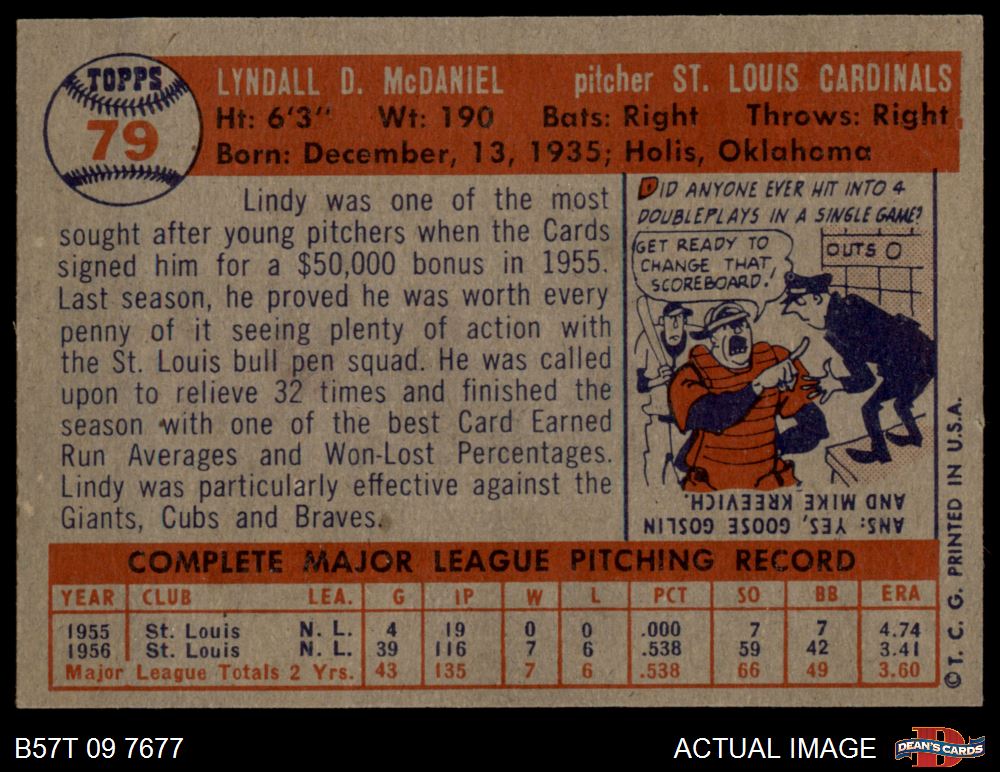 TOPPS
79
LYNDALL D. McDANIEL pitcher ST. LOUIS CARDINALS
Ht: 6'3" Wt: 190 Bats: Right Throws: Right
Born: December, 13, 1935; Holis, Oklahoma
Lindy was one of the most
sought after young pitchers when the Cards
signed him for a $50,000 bonus in 1955.
Last season, he proved he was worth every
penny of it seeing plenty of action with
the St. Louis bull pen squad. He was called
upon to relieve 32 times and finished the
season with one of the best Card Earned
Run Averages and Won-Lost Percentages.
Lindy was particularly effective against the
Giants, Cubs and Braves.
DID ANYONE EVER HIT INTO 4
DOUBLEPLAYS IN A SINGLE GAME?
GET READY TO
CHANGE THAT
SCOREBOARD!
OUTS 0
ANS: YES, GOOSE GOSLIN
AND MIKE KREEVICH.
COMPLETE MAJOR LEAGUE PITCHING RECORD
YEAR CLUB LEA. G IP W L PCT SO BB ERA
1955 St. Louis N. L. 4 19 0 0 .000 7 7 4.74
1956 St. Louis N. L. 39 116 7 6 .538 59 42 3.41
Major League Totals 2 Yrs. 43 135 7 6 .538 66 49 3.60
©T. C. G. PRINTED IN U.S.A.
B57T 09 7677
ACTUAL IMAGE
D
DEAN'S CARDS